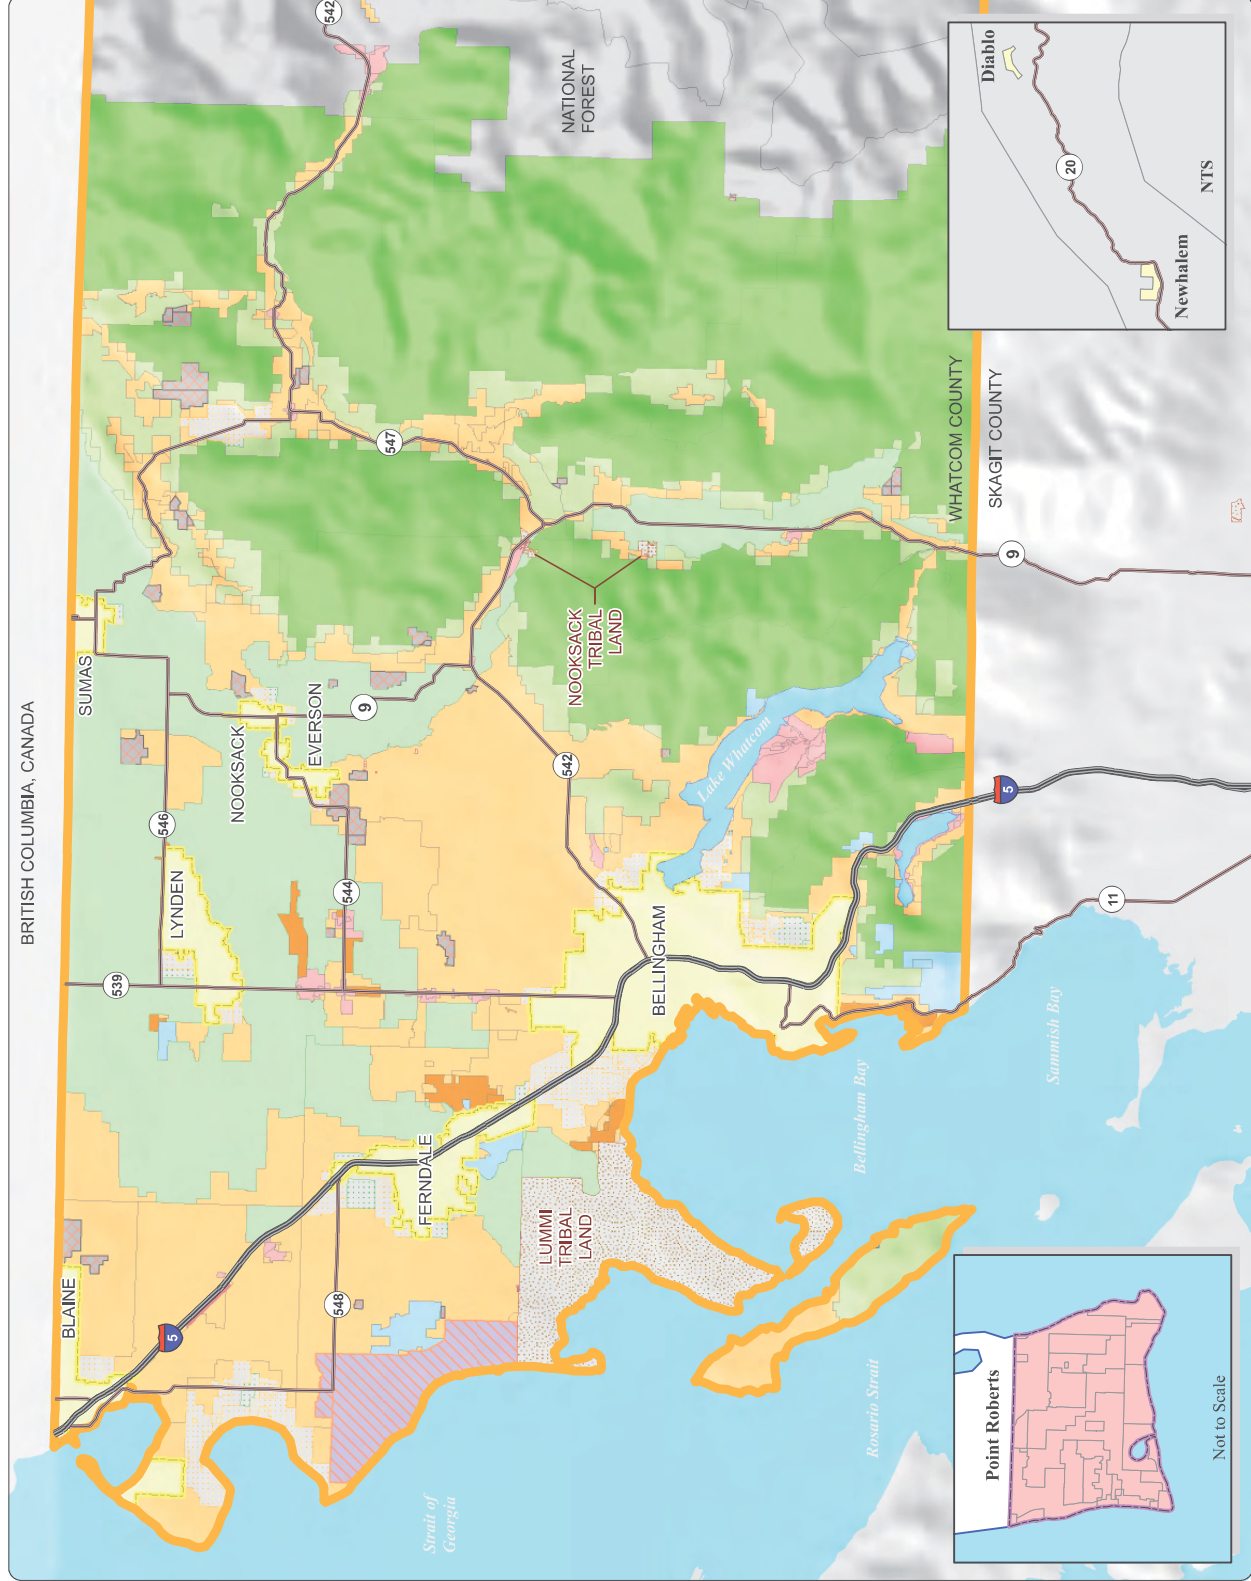 BRITISH COLUMBIA, CANADA
BLAINE
5
548
FERNDALE
LUMMI
TRIBAL
LAND
539
LYNDEN
546
544
SUMAS
NOOKSACK
EVERSON
9
542
BELLINGHAM
Lake Whatcom
NOOKSACK
TRIBAL
LAND
547
542
NATIONAL
FOREST
WHATCOM COUNTY
SKAGIT COUNTY
9
5
11
Strait of
Georgia
Rosario Strait
Bellingham Bay
Sammish Bay
Point Roberts
Not to Scale
Diablo
20
Newhalem
NTS